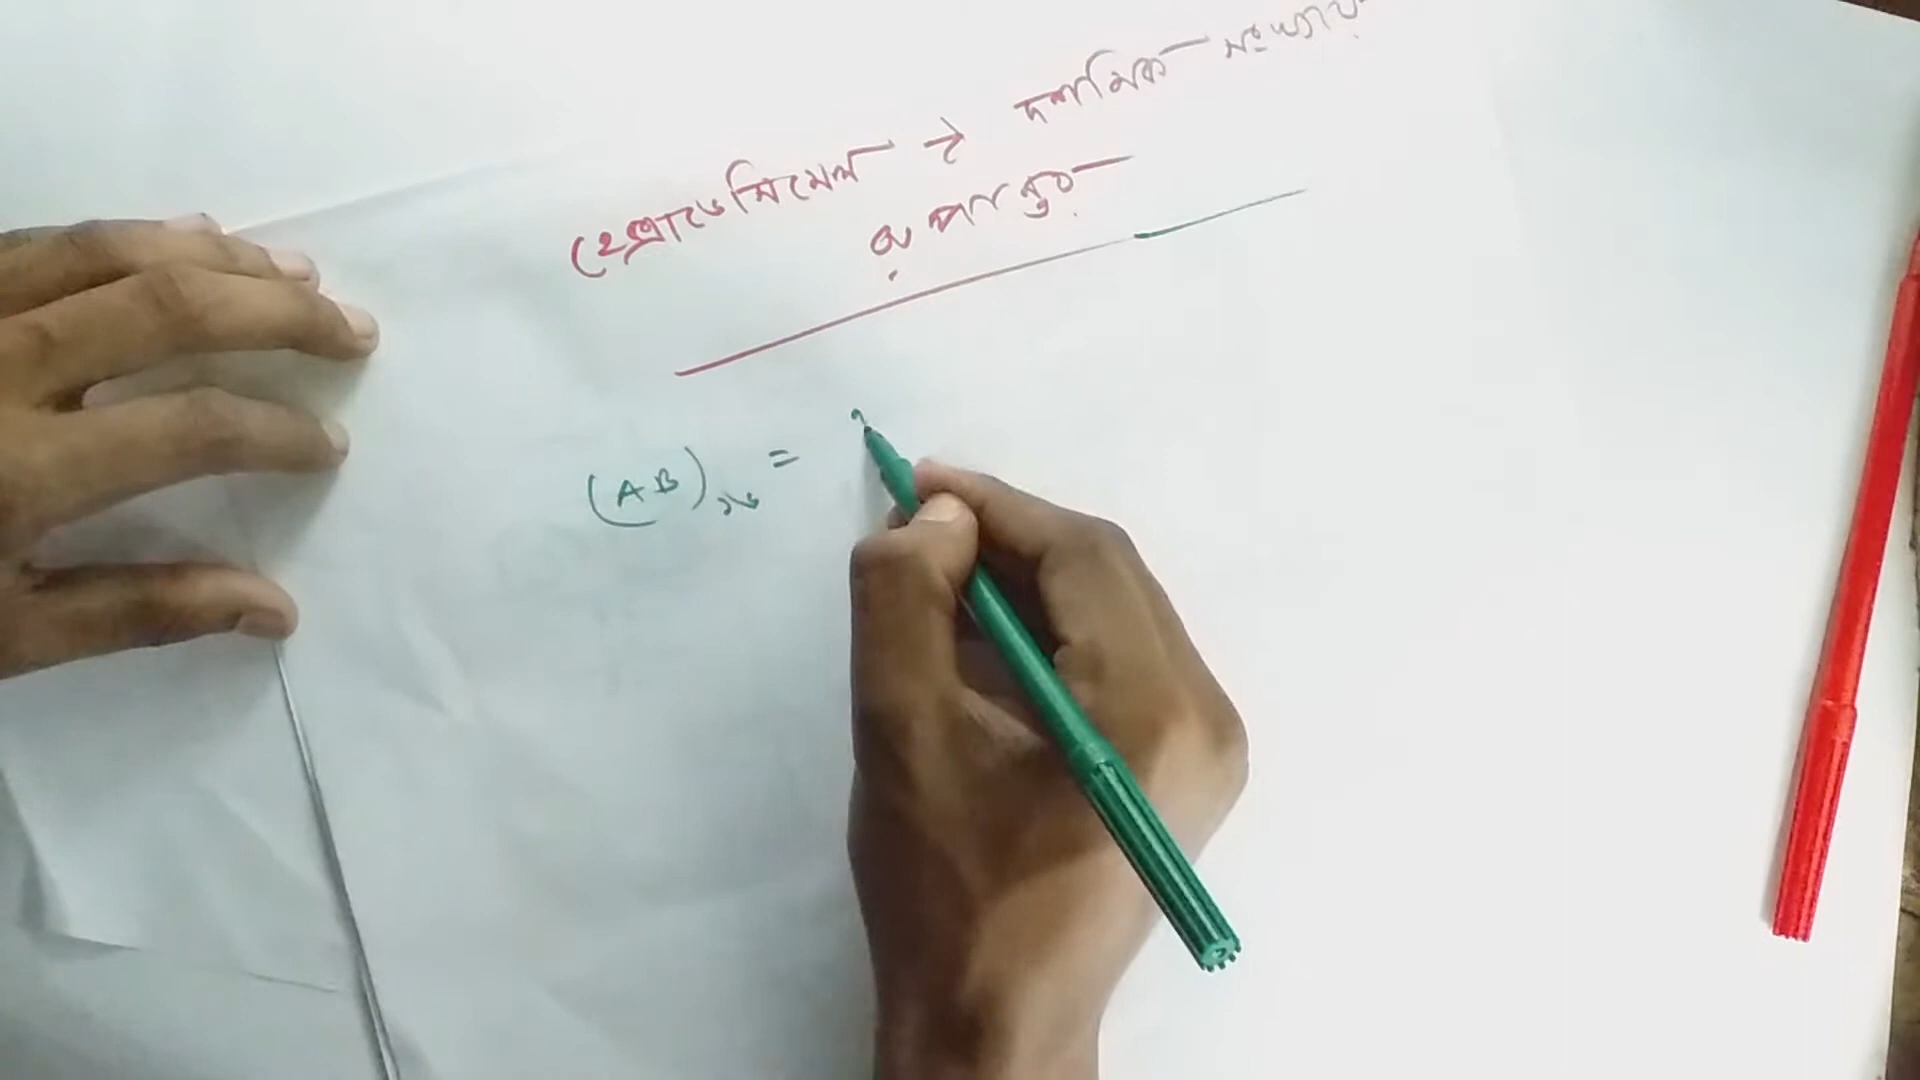 হেক্সাডেসিমেল → দশমিক সংখ্যায়
রূপান্তর
(AB)১৬ = ?